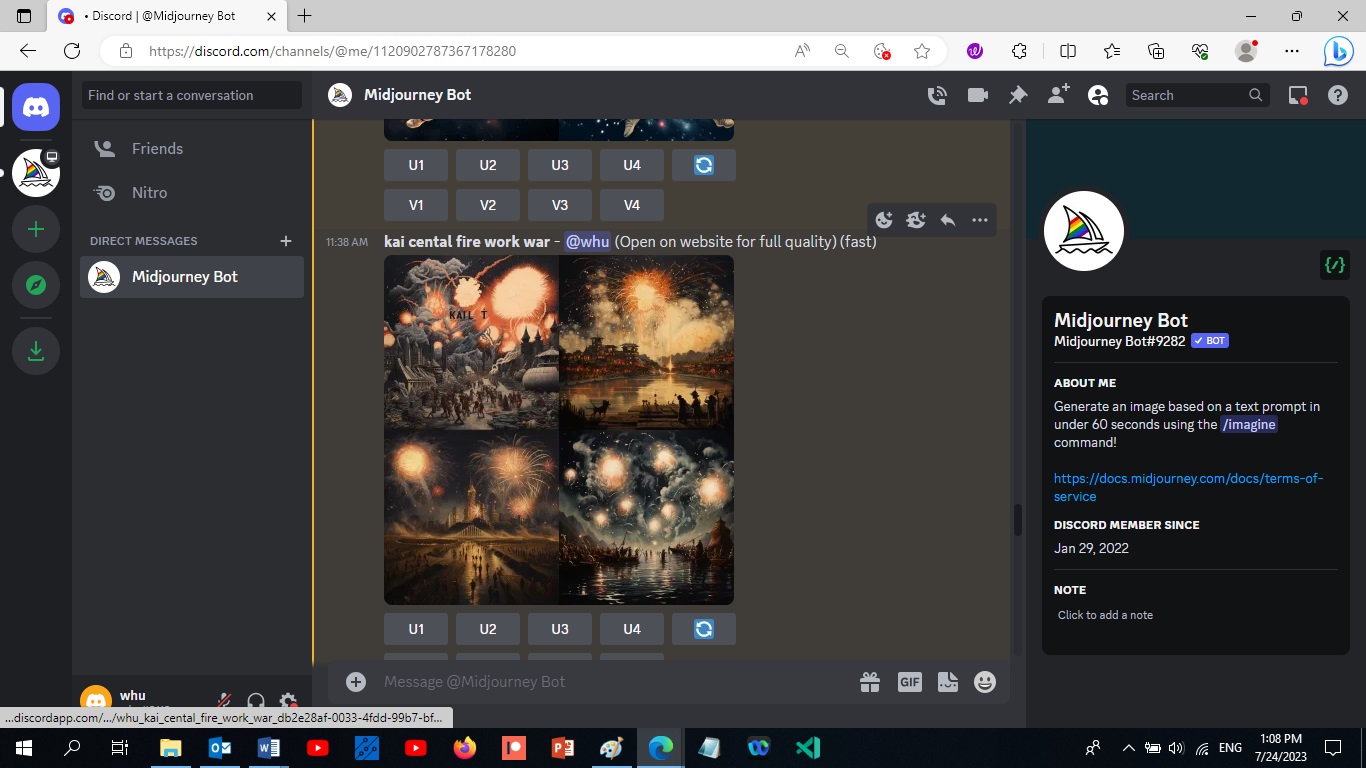 • Discord | @Midjourney Bot
https://discord.com/channels/@me/1120902787367178280
Find or start a conversation
Midjourney Bot
Search
Friends
Nitro
DIRECT MESSAGES
Midjourney Bot
U1 U2 U3 U4
V1 V2 V3 V4
11:38 AM kai cental fire work war - @whu (Open on website for full quality) (fast)
KAIL T
U1 U2 U3 U4
Message @Midjourney Bot
GIF
Midjourney Bot
Midjourney Bot#9282 ✓ BOT
ABOUT ME
Generate an image based on a text prompt in
under 60 seconds using the /imagine
command!
https://docs.midjourney.com/docs/terms-of-
service
DISCORD MEMBER SINCE
Jan 29, 2022
NOTE
Click to add a note
whu
...discordapp.com/.../whu_kai_cental_fire_work_war_db2e28af-0033-4fdd-99b7-bf...
ENG
1:08 PM
7/24/2023